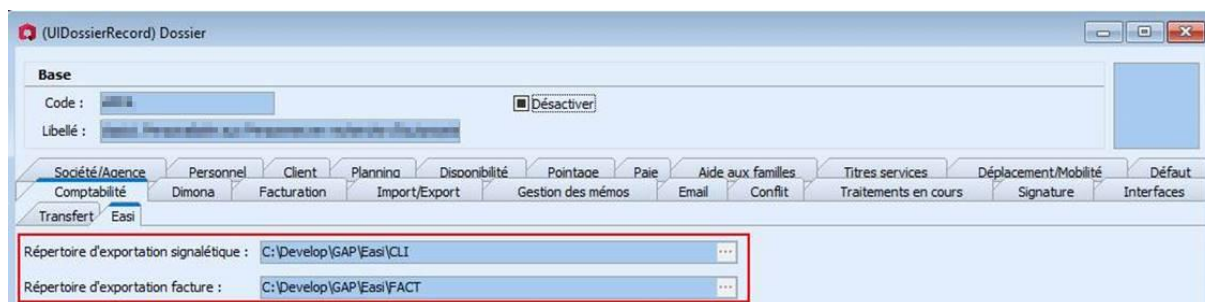 (UIDossierRecord) Dossier
Base
Code :
Désactiver
Libellé :
Société/Agence Personnel Client Planning Disponibilité Pointage Paie Aide aux familles Titres services Déplacement/Mobilité Défaut
Comptabilité Dimona Facturation Import/Export Gestion des mémos Email Conflit Traitements en cours Signature Interfaces
Transfert Easi
Répertoire d'exportation signalétique : C:\Develop\GAP\Easi\CLI ...
Répertoire d'exportation facture : C:\Develop\GAP\Easi\FACT ...